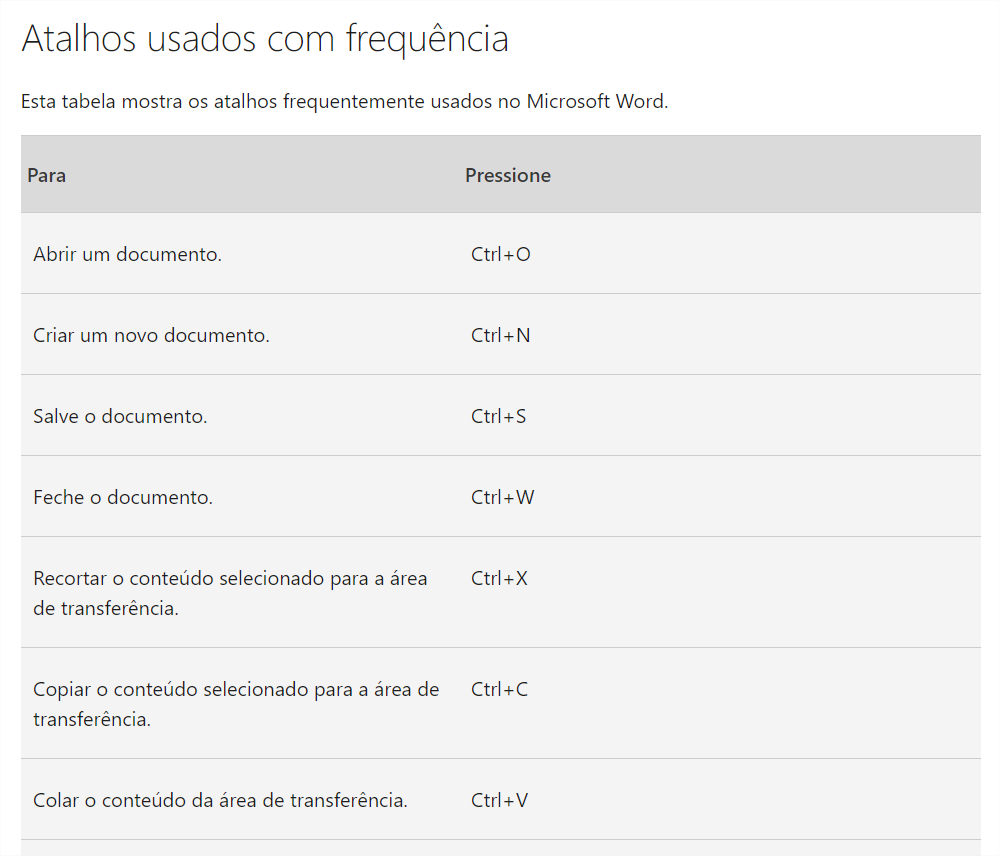 Atalhos usados com frequência
Esta tabela mostra os atalhos frequentemente usados no Microsoft Word.
Para Pressione
Abrir um documento. Ctrl+O
Criar um novo documento. Ctrl+N
Salve o documento. Ctrl+S
Feche o documento. Ctrl+W
Recortar o conteúdo selecionado para a área Ctrl+X
de transferência.
Copiar o conteúdo selecionado para a área de Ctrl+C
transferência.
Colar o conteúdo da área de transferência. Ctrl+V